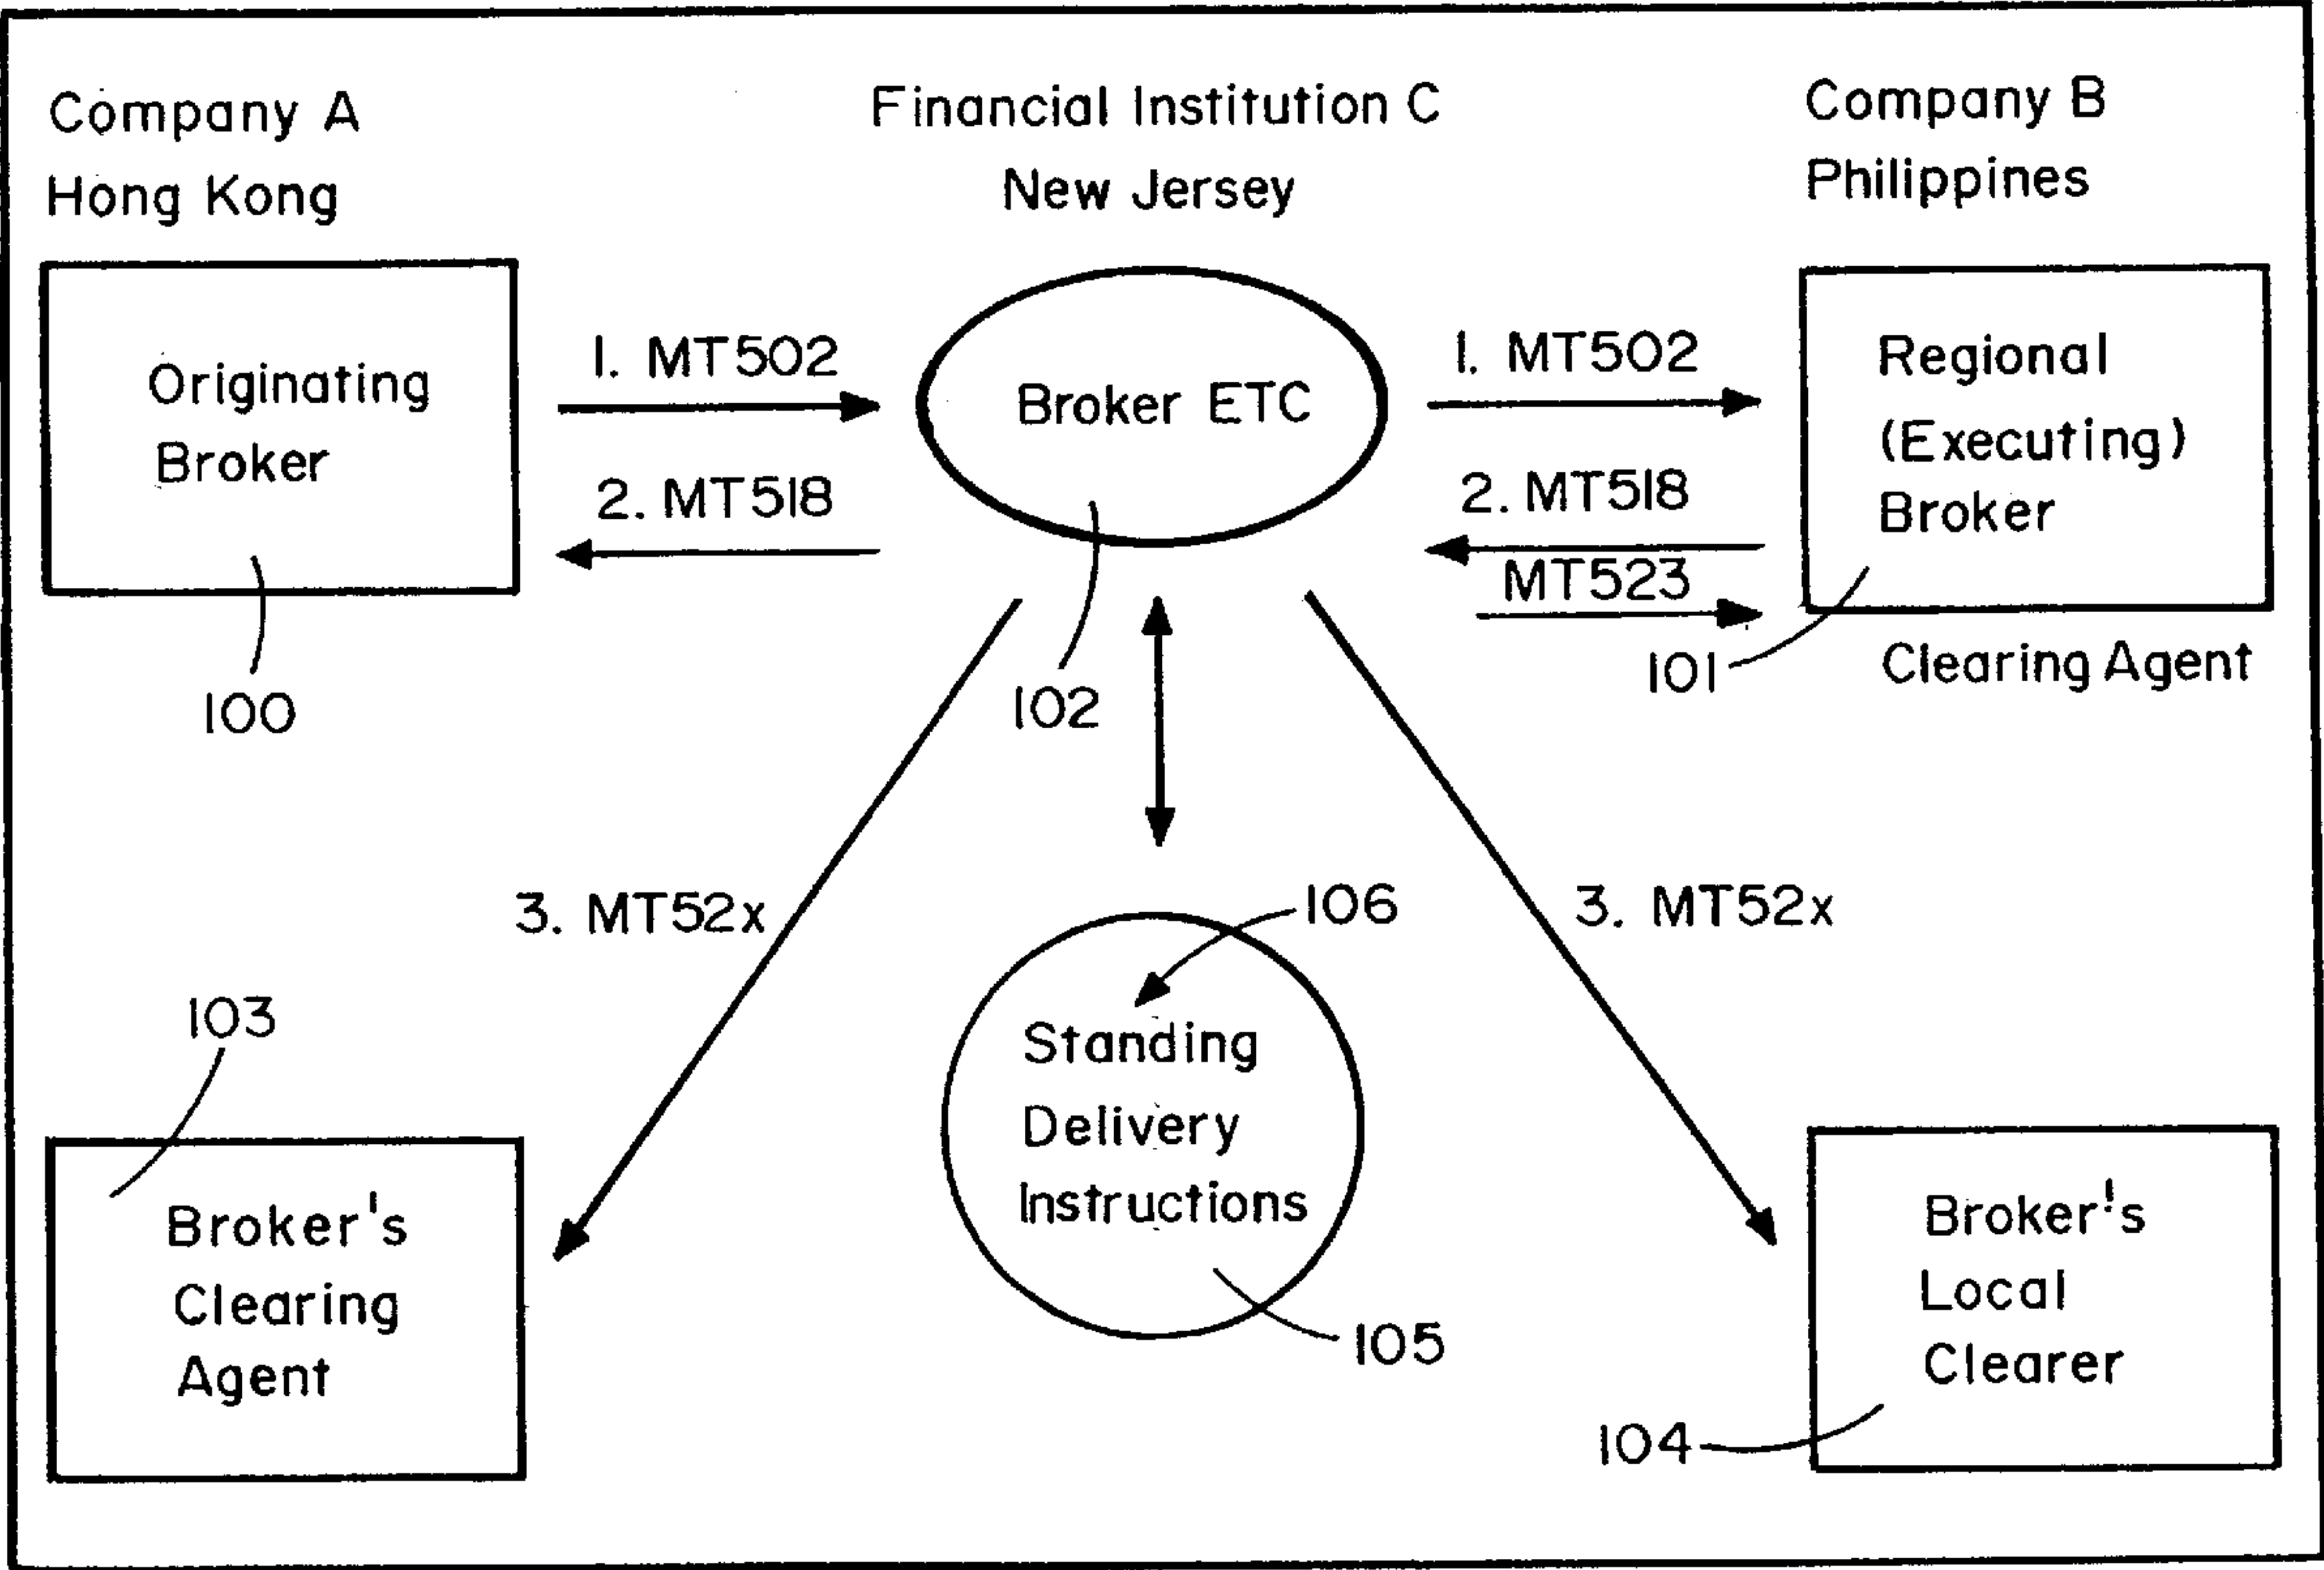 Company A
Hong Kong
Financial Institution C
New Jersey
Company B
Philippines
Originating
Broker
100
1. MT502
2. MT518
Broker ETC
102
1. MT502
2. MT518
MT523
Regional
(Executing)
Broker
101
Clearing Agent
3. MT52x
3. MT52x
103
Broker's
Clearing
Agent
106
Standing
Delivery
Instructions
105
Broker's
Local
Clearer
104